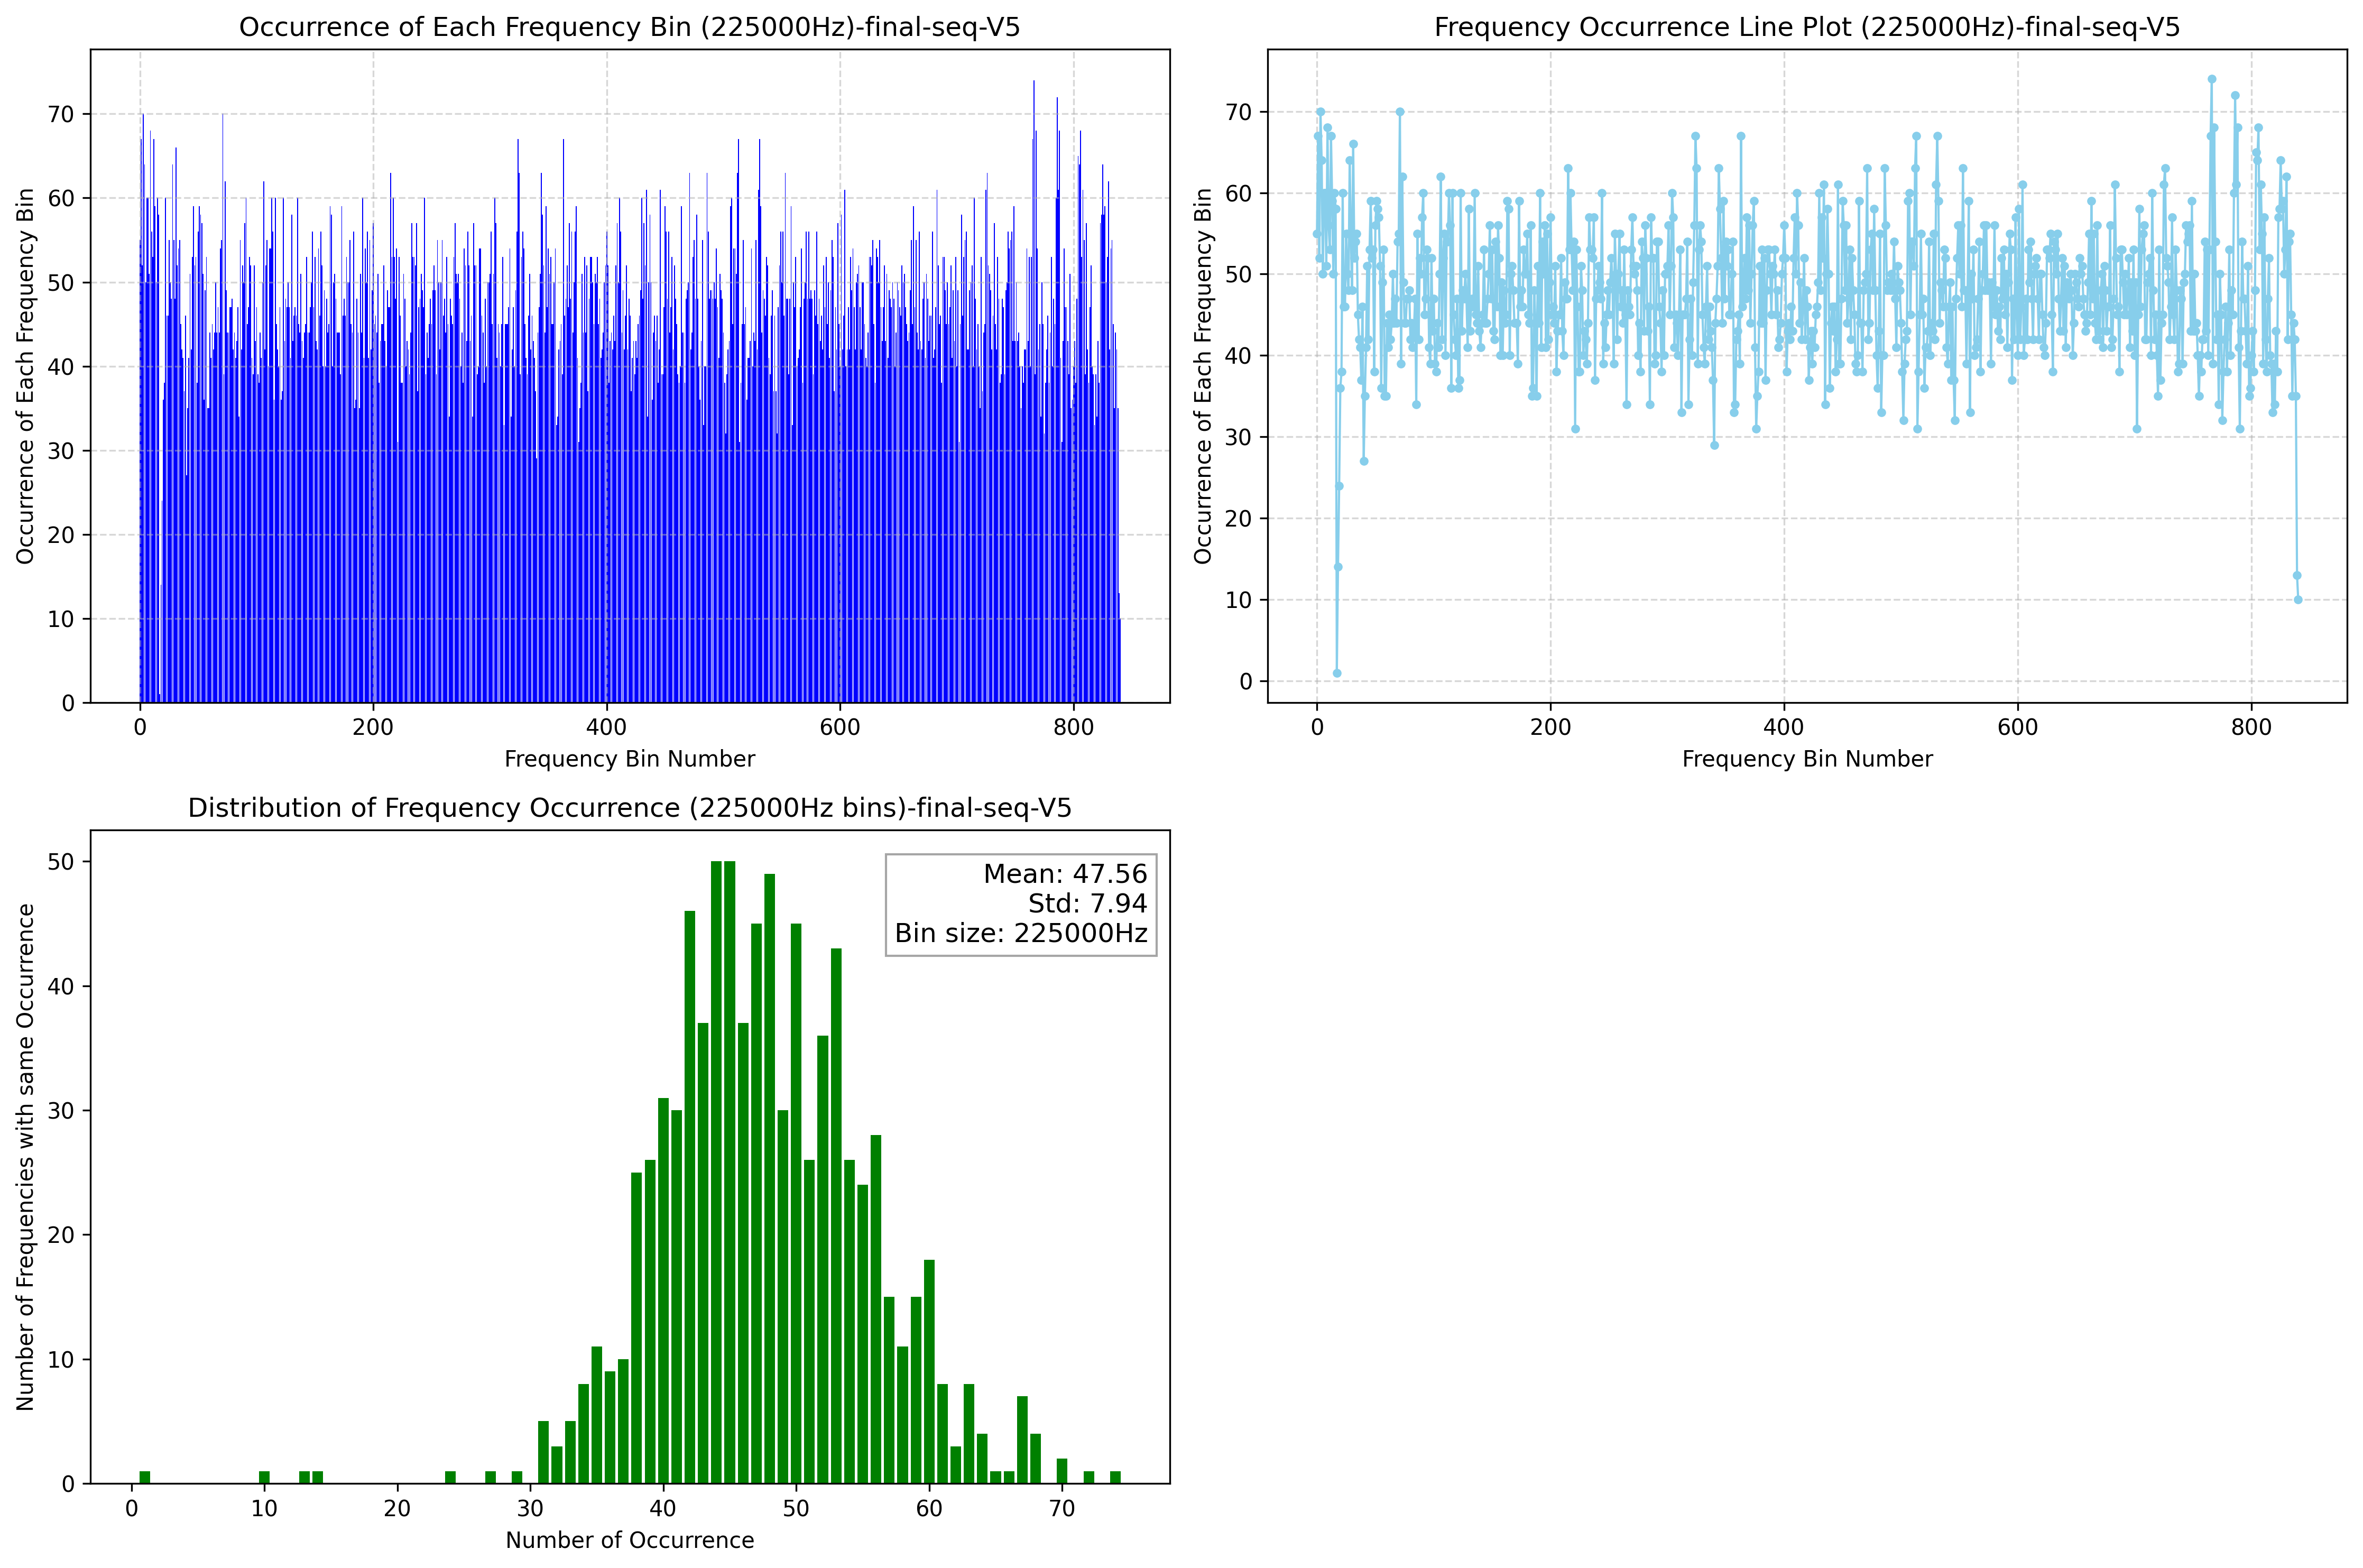 Occurrence of Each Frequency Bin (225000Hz)-final-seq-V5
Occurrence of Each Frequency Bin
70
60
50
40
30
20
10
0
0 200 400 600 800
Frequency Bin Number
Frequency Occurrence Line Plot (225000Hz)-final-seq-V5
Occurrence of Each Frequency Bin
70
60
50
40
30
20
10
0
0 200 400 600 800
Frequency Bin Number
Distribution of Frequency Occurrence (225000Hz bins)-final-seq-V5
Number of Frequencies with same Occurrence
50
40
30
20
10
0
Mean: 47.56
Std: 7.94
Bin size: 225000Hz
0 10 20 30 40 50 60 70
Number of Occurrence